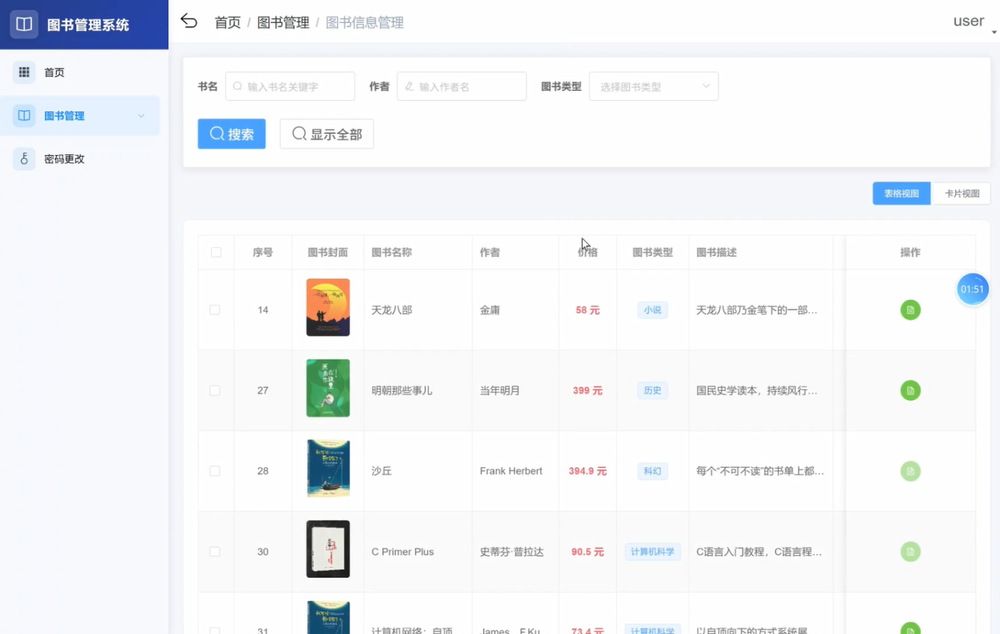 图书管理系统
首页 / 图书管理 / 图书信息管理
user
首页
图书管理
密码更改
书名 输入书名关键字 作者 输入作者名 图书类型 选择图书类型
搜索 显示全部
表格视图 卡片视图
序号 图书封面 图书名称 作者 价格 图书类型 图书描述 操作
14 天龙八部 金庸 58 元 小说 天龙八部乃金笔下的一部...
01:51
27 明朝那些事儿 当年明月 399 元 历史 国民史学读本，持续风行...
28 沙丘 Frank Herbert 394.9 元 科幻 每个“不可不读”的书单上都...
30 C Primer Plus 史蒂芬·普拉达 90.5 元 计算机科学 C语言入门教程，C语言程...
31 计算机网络：自顶 James，F.Ku 73.4 元 计算机科学 以自顶向下的方式系统展